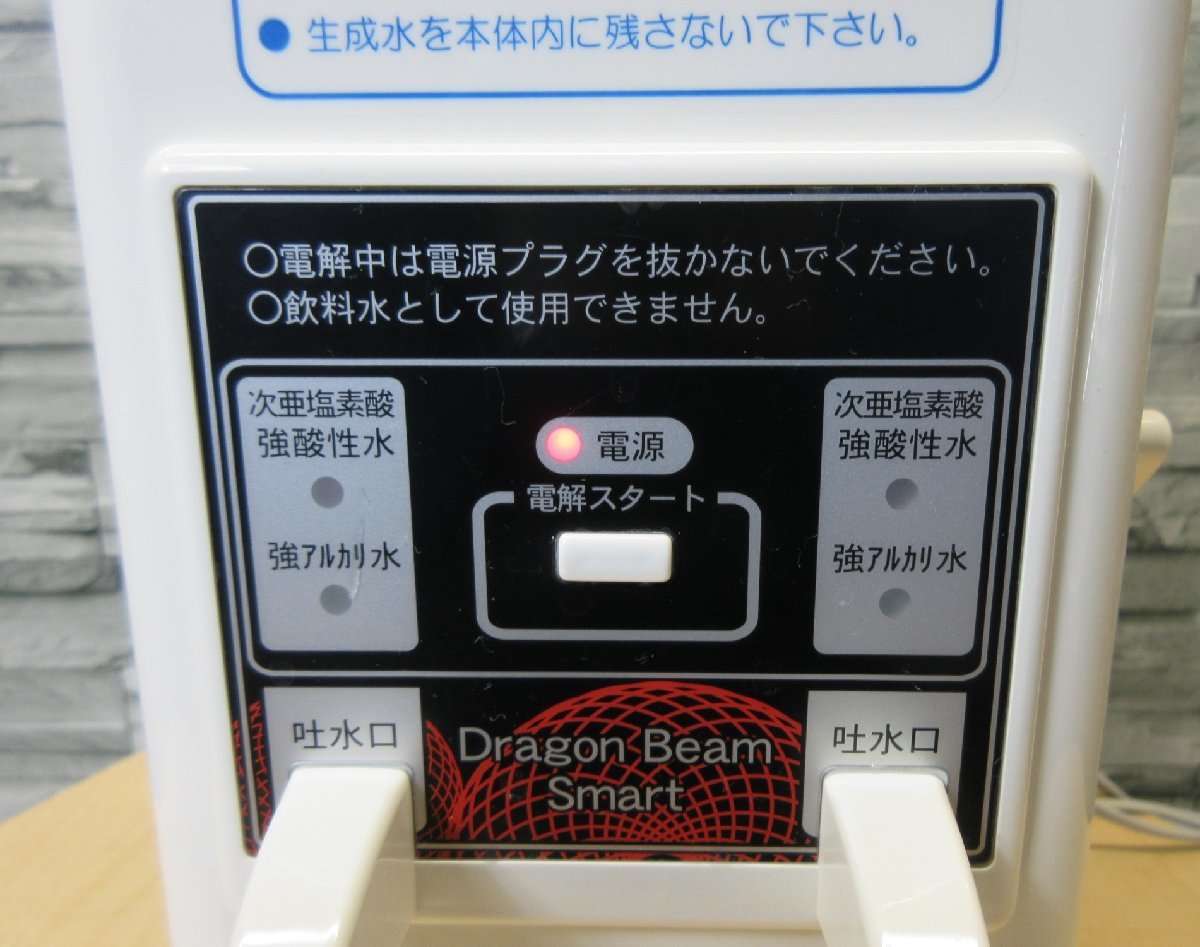 ● 生成水を本体内に残さないで下さい。
〇電解中は電源プラグを抜かないでください。
〇飲料水として使用できません。
次亜塩素酸
強酸性水
強アルカリ水
電源
電解スタート
次亜塩素酸
強酸性水
強アルカリ水
吐水口
Dragon Beam
Smart
吐水口